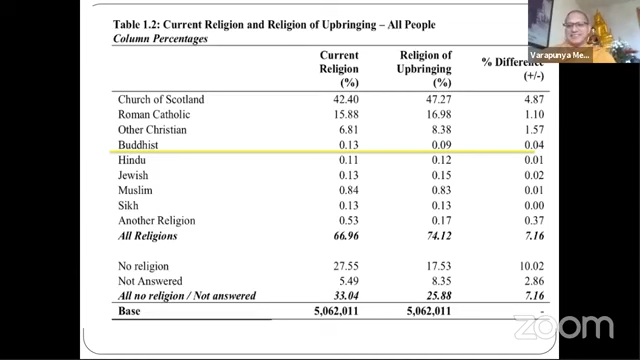 Table 1.2: Current Religion and Religion of Upbringing – All People
Column Percentages
Current Religion (%) Religion of Upbringing (%) % Difference (+/-)
Church of Scotland 42.40 47.27 4.87
Roman Catholic 15.88 16.98 1.10
Other Christian 6.81 8.38 1.57
Buddhist 0.13 0.09 0.04
Hindu 0.11 0.12 0.01
Jewish 0.13 0.15 0.02
Muslim 0.84 0.83 0.01
Sikh 0.13 0.13 0.00
Another Religion 0.53 0.17 0.37
All Religions 66.96 74.12 7.16
No religion 27.55 17.53 10.02
Not Answered 5.49 8.35 2.86
All no religion / Not answered 33.04 25.88 7.16
Base 5,062,011 5,062,011 -
Varapunya Me...
zoom